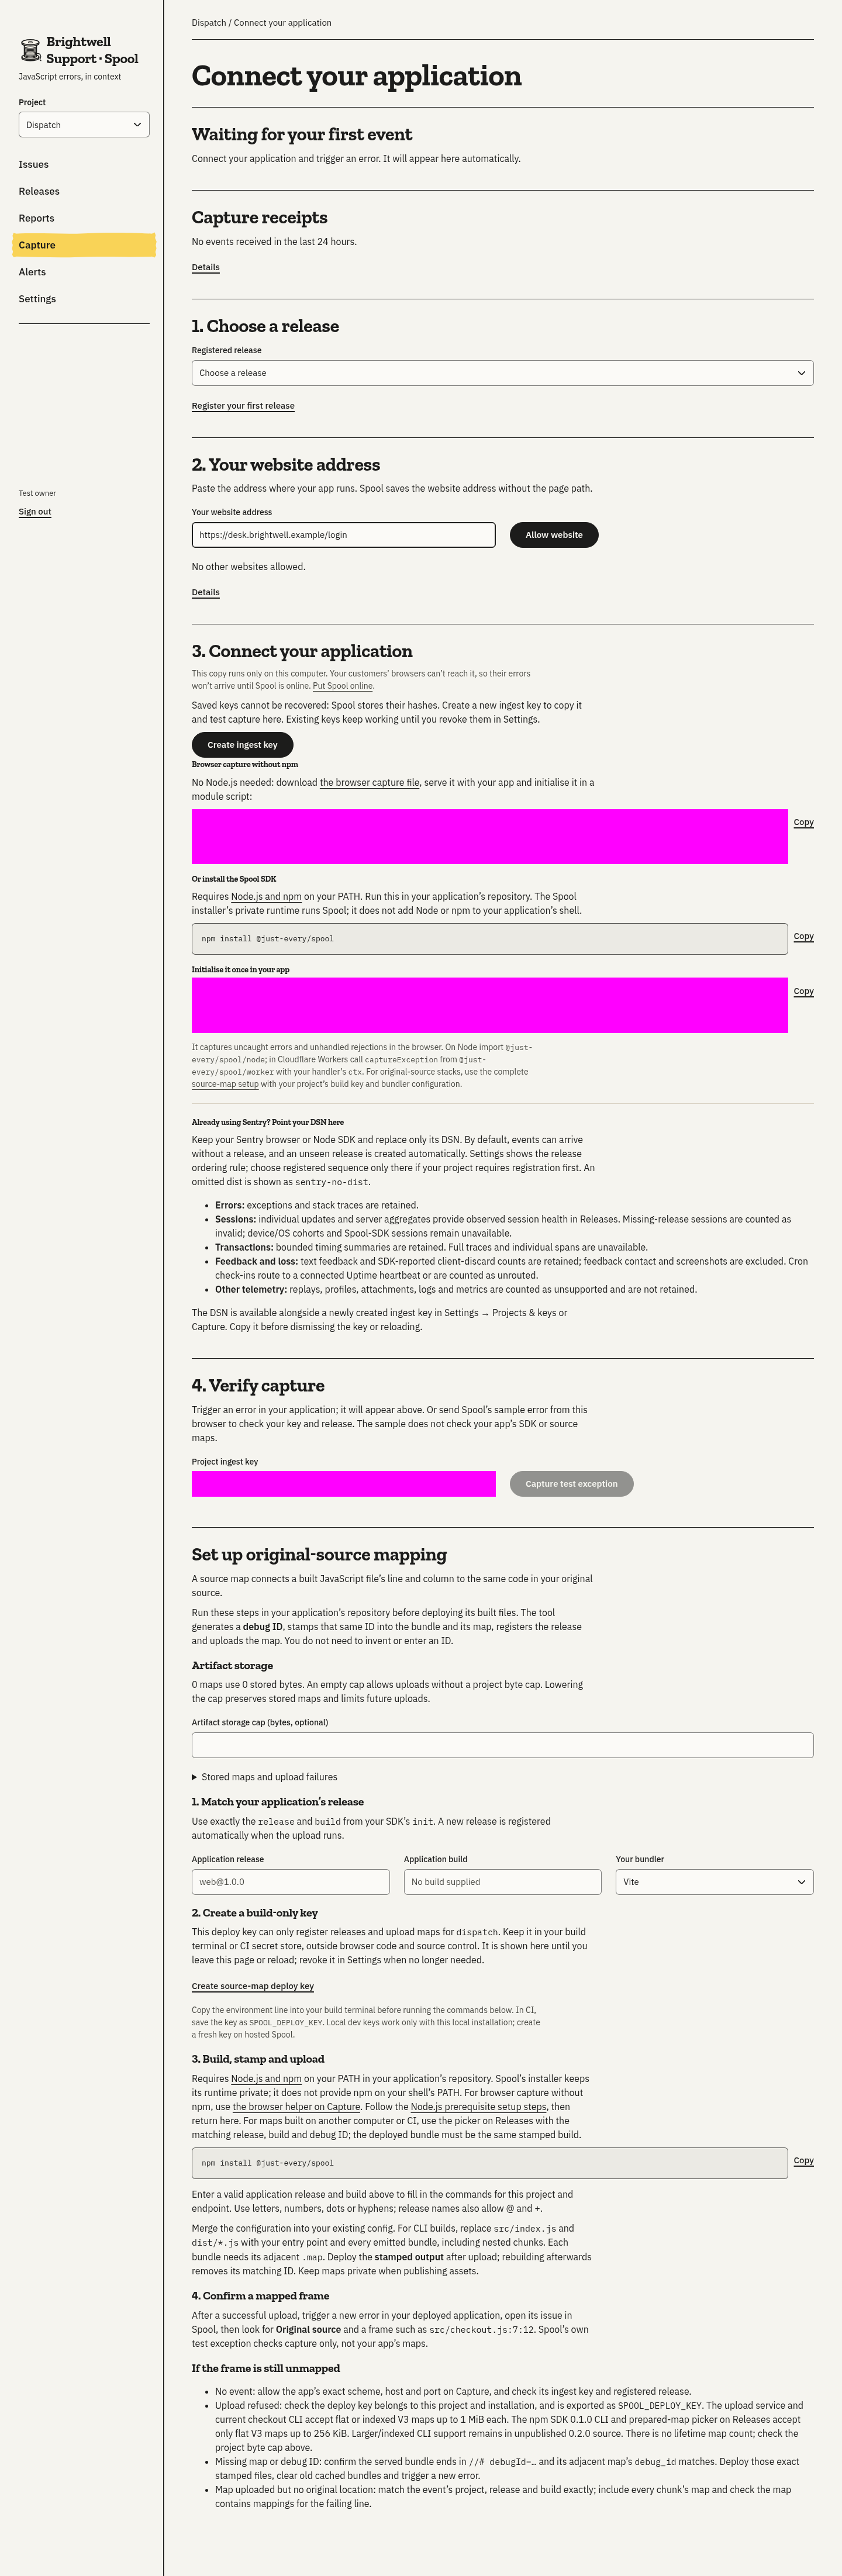 Brightwell
Support · Spool
JavaScript errors, in context
Project
Dispatch
Issues
Releases
Reports
Capture
Alerts
Settings
Test owner
Sign out
Dispatch / Connect your application
Connect your application
Waiting for your first event
Connect your application and trigger an error. It will appear here automatically.
Capture receipts
No events received in the last 24 hours.
Details
1. Choose a release
Registered release
Choose a release
Register your first release
2. Your website address
Paste the address where your app runs. Spool saves the website address without the page path.
Your website address
https://desk.brightwell.example/login
Allow website
No other websites allowed.
Details
3. Connect your application
This copy runs only on this computer. Your customers’ browsers can’t reach it, so their errors
won’t arrive until Spool is online. Put Spool online.
Saved keys cannot be recovered: Spool stores their hashes. Create a new ingest key to copy it
and test capture here. Existing keys keep working until you revoke them in Settings.
Create ingest key
Browser capture without npm
No Node.js needed: download the browser capture file, serve it with your app and initialise it in a
module script:
Copy
Or install the Spool SDK
Requires Node.js and npm on your PATH. Run this in your application’s repository. The Spool
installer’s private runtime runs Spool; it does not add Node or npm to your application’s shell.
npm install @just-every/spool
Copy
Initialise it once in your app
Copy
It captures uncaught errors and unhandled rejections in the browser. On Node import @just-
every/spool/node; in Cloudflare Workers call captureException from @just-
every/spool/worker with your handler’s ctx. For original-source stacks, use the complete
source-map setup with your project’s build key and bundler configuration.
Already using Sentry? Point your DSN here
Keep your Sentry browser or Node SDK and replace only its DSN. By default, events can arrive
without a release, and an unseen release is created automatically. Settings shows the release
ordering rule; choose registered sequence only there if your project requires registration first. An
omitted dist is shown as sentry-no-dist.
• Errors: exceptions and stack traces are retained.
• Sessions: individual updates and server aggregates provide observed session health in Releases. Missing-release sessions are counted as
invalid; device/OS cohorts and Spool-SDK sessions remain unavailable.
• Transactions: bounded timing summaries are retained. Full traces and individual spans are unavailable.
• Feedback and loss: text feedback and SDK-reported client-discard counts are retained; feedback contact and screenshots are excluded. Cron
check-ins route to a connected Uptime heartbeat or are counted as unrouted.
• Other telemetry: replays, profiles, attachments, logs and metrics are counted as unsupported and are not retained.
The DSN is available alongside a newly created ingest key in Settings → Projects & keys or
Capture. Copy it before dismissing the key or reloading.
4. Verify capture
Trigger an error in your application; it will appear above. Or send Spool’s sample error from this
browser to check your key and release. The sample does not check your app’s SDK or source
maps.
Project ingest key
Capture test exception
Set up original-source mapping
A source map connects a built JavaScript file’s line and column to the same code in your original
source.
Run these steps in your application’s repository before deploying its built files. The tool
generates a debug ID, stamps that same ID into the bundle and its map, registers the release
and uploads the map. You do not need to invent or enter an ID.
Artifact storage
0 maps use 0 stored bytes. An empty cap allows uploads without a project byte cap. Lowering
the cap preserves stored maps and limits future uploads.
Artifact storage cap (bytes, optional)
Stored maps and upload failures
1. Match your application’s release
Use exactly the release and build from your SDK’s init. A new release is registered
automatically when the upload runs.
Application release
Application build
Your bundler
web@1.0.0
No build supplied
Vite
2. Create a build-only key
This deploy key can only register releases and upload maps for dispatch. Keep it in your build
terminal or CI secret store, outside browser code and source control. It is shown here until you
leave this page or reload; revoke it in Settings when no longer needed.
Create source-map deploy key
Copy the environment line into your build terminal before running the commands below. In CI,
save the key as SPOOL_DEPLOY_KEY. Local dev keys work only with this local installation; create
a fresh key on hosted Spool.
3. Build, stamp and upload
Requires Node.js and npm on your PATH in your application’s repository. Spool’s installer keeps
its runtime private; it does not provide npm on your shell’s PATH. For browser capture without
npm, use the browser helper on Capture. Follow the Node.js prerequisite setup steps, then
return here. For maps built on another computer or CI, use the picker on Releases with the
matching release, build and debug ID; the deployed bundle must be the same stamped build.
npm install @just-every/spool
Copy
Enter a valid application release and build above to fill in the commands for this project and
endpoint. Use letters, numbers, dots or hyphens; release names also allow @ and +.
Merge the configuration into your existing config. For CLI builds, replace src/index.js and
dist/*.js with your entry point and every emitted bundle, including nested chunks. Each
bundle needs its adjacent .map. Deploy the stamped output after upload; rebuilding afterwards
removes its matching ID. Keep maps private when publishing assets.
4. Confirm a mapped frame
After a successful upload, trigger a new error in your deployed application, open its issue in
Spool, then look for Original source and a frame such as src/checkout.js:7:12. Spool’s own
test exception checks capture only, not your app’s maps.
If the frame is still unmapped
• No event: allow the app’s exact scheme, host and port on Capture, and check its ingest key and registered release.
• Upload refused: check the deploy key belongs to this project and installation, and is exported as SPOOL_DEPLOY_KEY. The upload service and
current checkout CLI accept flat or indexed V3 maps up to 1 MiB each. The npm SDK 0.1.0 CLI and prepared-map picker on Releases accept
only flat V3 maps up to 256 KiB. Larger/indexed CLI support remains in unpublished 0.2.0 source. There is no lifetime map count; check the
project byte cap above.
• Missing map or debug ID: confirm the served bundle ends in //# debugId=… and its adjacent map’s debug_id matches. Deploy those exact
stamped files, clear old cached bundles and trigger a new error.
• Map uploaded but no original location: match the event’s project, release and build exactly; include every chunk’s map and check the map
contains mappings for the failing line.